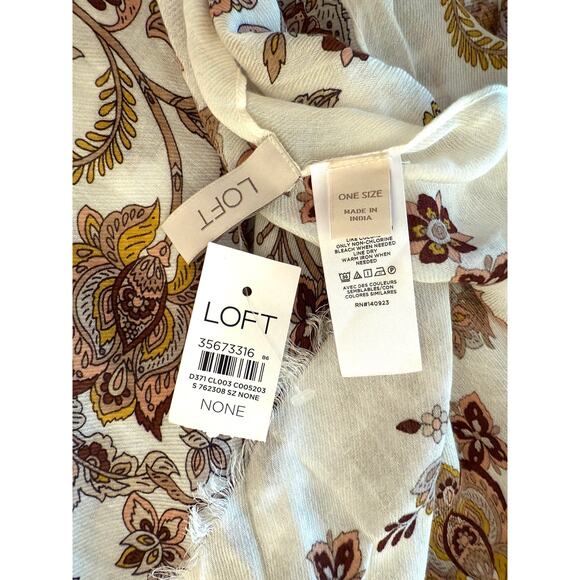 LOFT
ONE SIZE
MADE IN
INDIA
ONLY NON-CHLORINE
BLEACH WHEN NEEDED
LINE DRY
WARM IRON WHEN
NEEDED
AVEC DES COULEURS
SEMBLABLES/CON
COLORES SIMILARES
RN#140923
LOFT
35673316 86
D371 CL003 C005203
S 762308 SZ NONE
NONE